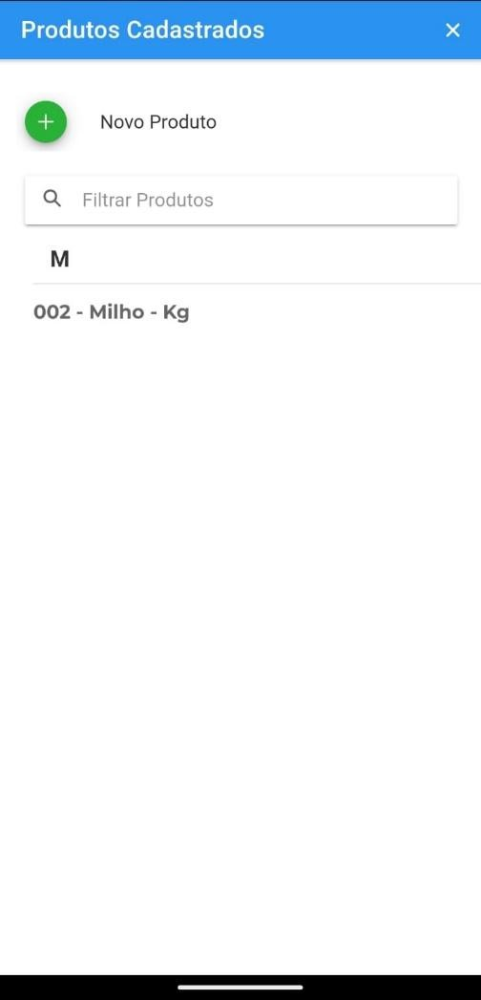 Produtos Cadastrados
Novo Produto
Filtrar Produtos
M
002 - Milho - Kg